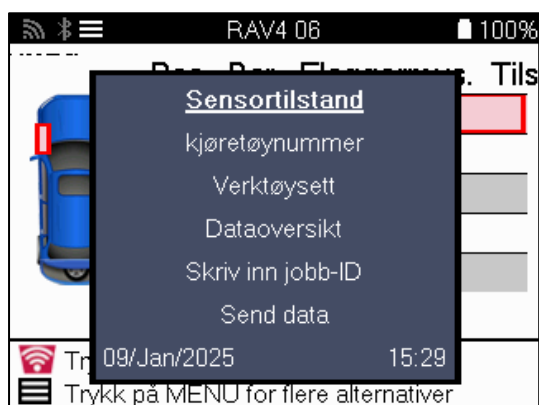 RAV4 06 100%
Tils
Sensortilstand
kjøretøynummer
Verktøysett
Dataoversikt
Skriv inn jobb-ID
Send data
09/Jan/2025 15:29
Trykk på MENU for flere alternativer